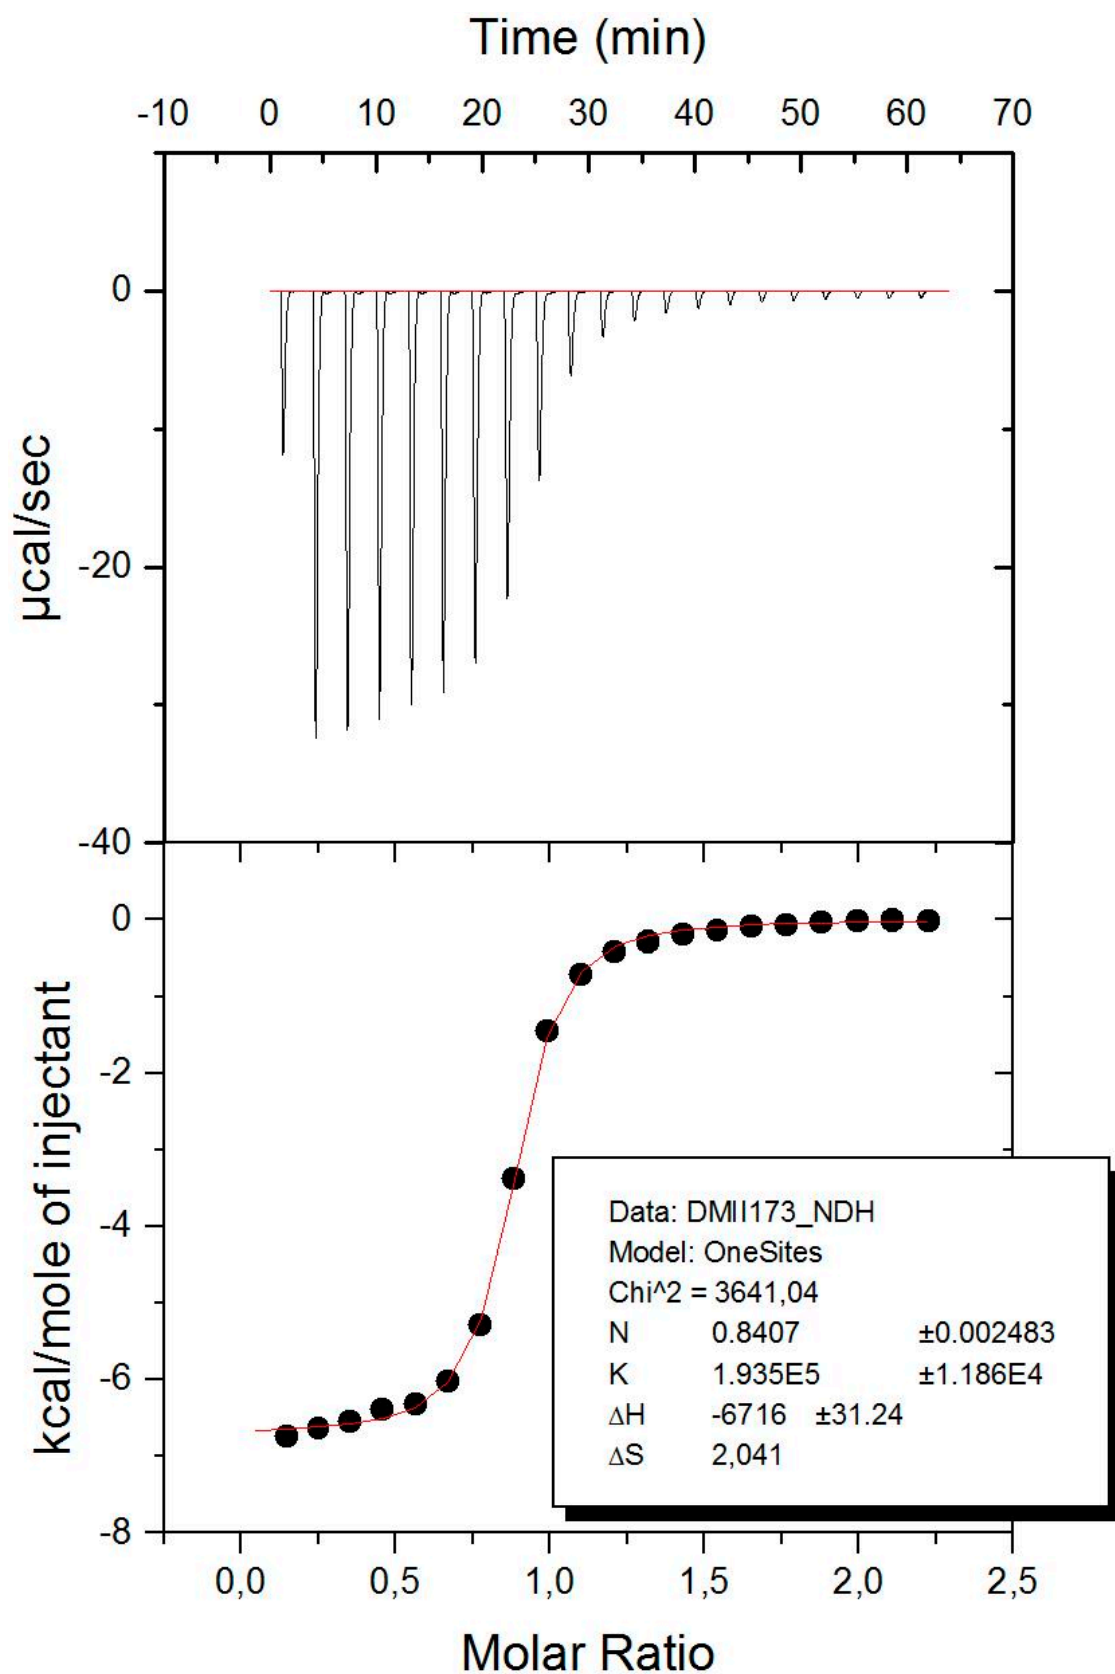 Time (min)
-10 0 10 20 30 40 50 60 70
0
-20
-40
µcal/sec
0
-2
-4
-6
-8
kcal/mole of injectant
Data: DMII173_NDH
Model: OneSites
Chi^2 = 3641,04
N 0.8407 ±0.002483
K 1.935E5 ±1.186E4
ΔH -6716 ±31.24
ΔS 2,041
0,0 0,5 1,0 1,5 2,0 2,5
Molar Ratio